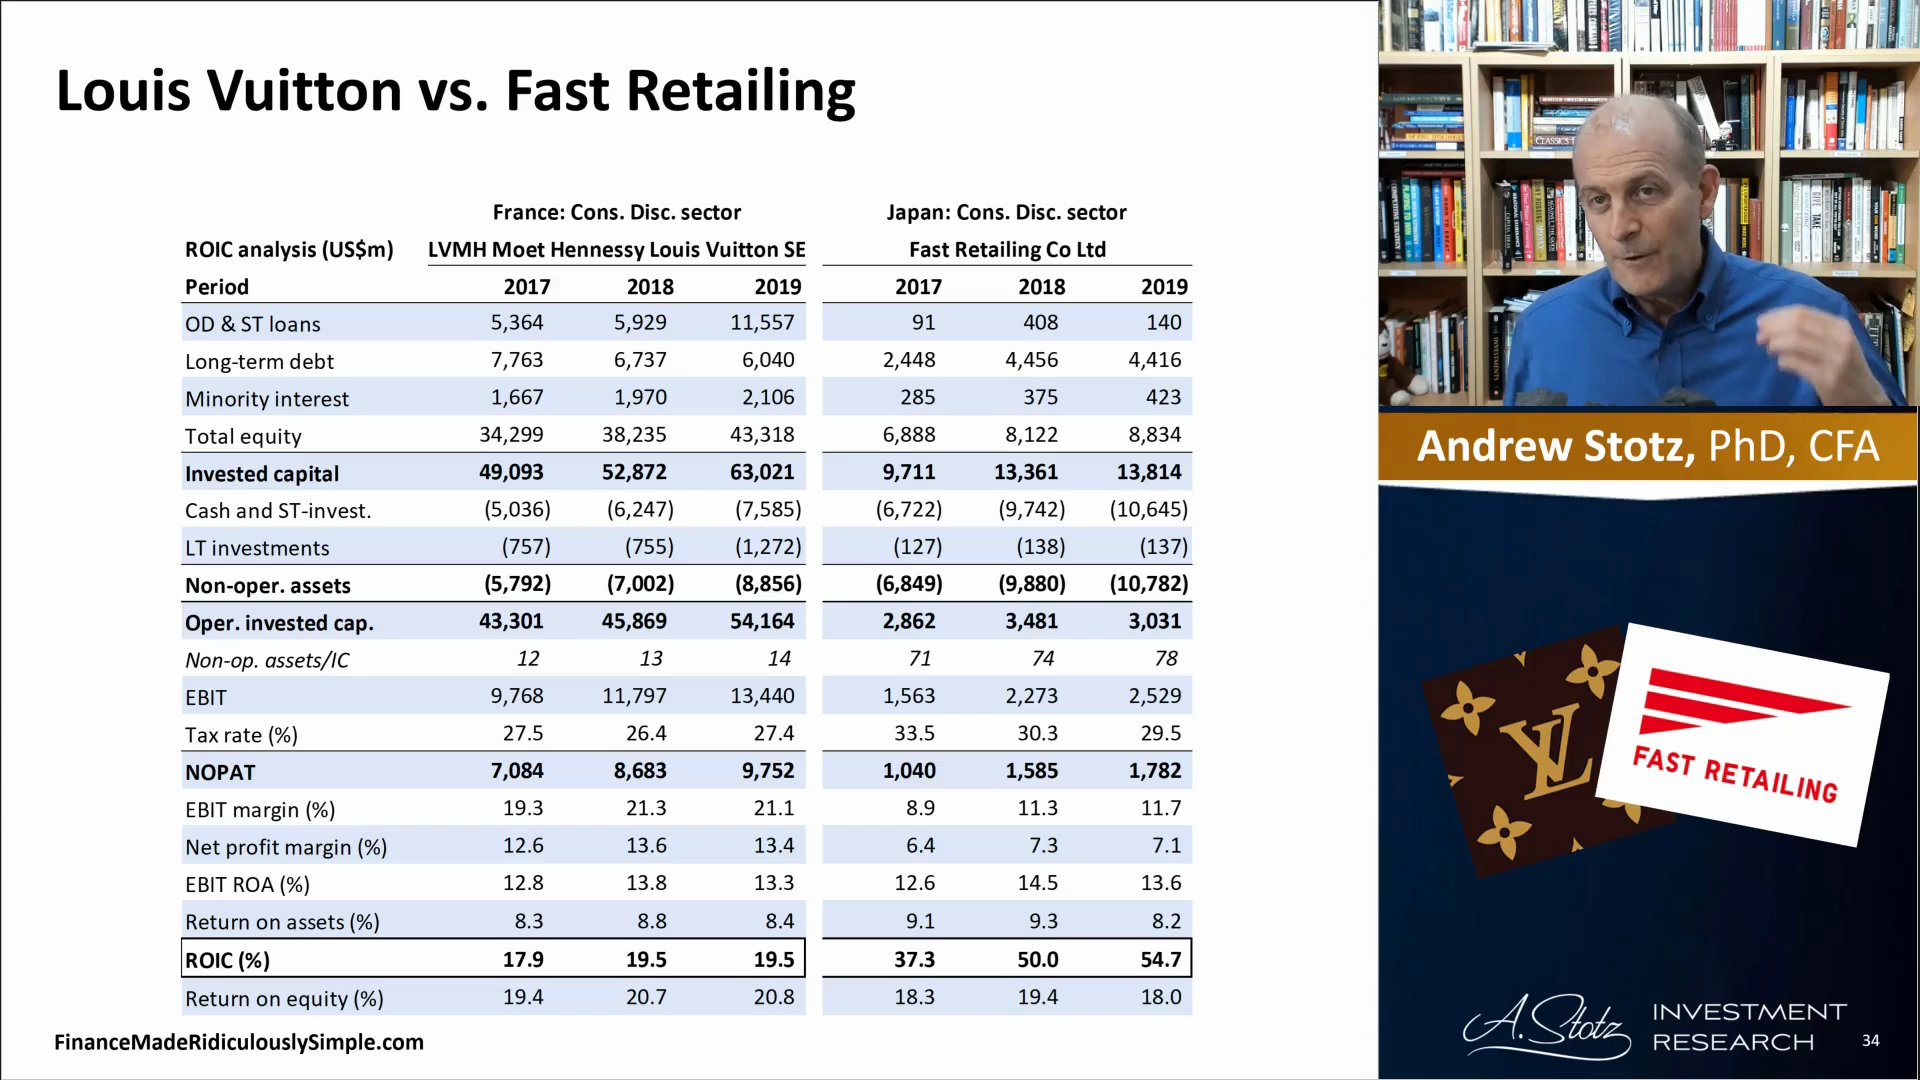 Louis Vuitton vs. Fast Retailing
France: Cons. Disc. sector Japan: Cons. Disc. sector
ROIC analysis (US$m) LVMH Moet Hennessy Louis Vuitton SE Fast Retailing Co Ltd
Period 2017 2018 2019 2017 2018 2019
OD & ST loans 5,364 5,929 11,557 91 408 140
Long-term debt 7,763 6,737 6,040 2,448 4,456 4,416
Minority interest 1,667 1,970 2,106 285 375 423
Total equity 34,299 38,235 43,318 6,888 8,122 8,834
Invested capital 49,093 52,872 63,021 9,711 13,361 13,814
Cash and ST-invest. (5,036) (6,247) (7,585) (6,722) (9,742) (10,645)
LT investments (757) (755) (1,272) (127) (138) (137)
Non-oper. assets (5,792) (7,002) (8,856) (6,849) (9,880) (10,782)
Oper. invested cap. 43,301 45,869 54,164 2,862 3,481 3,031
Non-op. assets/IC 12 13 14 71 74 78
EBIT 9,768 11,797 13,440 1,563 2,273 2,529
Tax rate (%) 27.5 26.4 27.4 33.5 30.3 29.5
NOPAT 7,084 8,683 9,752 1,040 1,585 1,782
EBIT margin (%) 19.3 21.3 21.1 8.9 11.3 11.7
Net profit margin (%) 12.6 13.6 13.4 6.4 7.3 7.1
EBIT ROA (%) 12.8 13.8 13.3 12.6 14.5 13.6
Return on assets (%) 8.3 8.8 8.4 9.1 9.3 8.2
ROIC (%) 17.9 19.5 19.5 37.3 50.0 54.7
Return on equity (%) 19.4 20.7 20.8 18.3 19.4 18.0
FinanceMadeRidiculouslySimple.com
Andrew Stotz, PhD, CFA
LV
FAST RETAILING
A. Stotz
INVESTMENT
RESEARCH
34